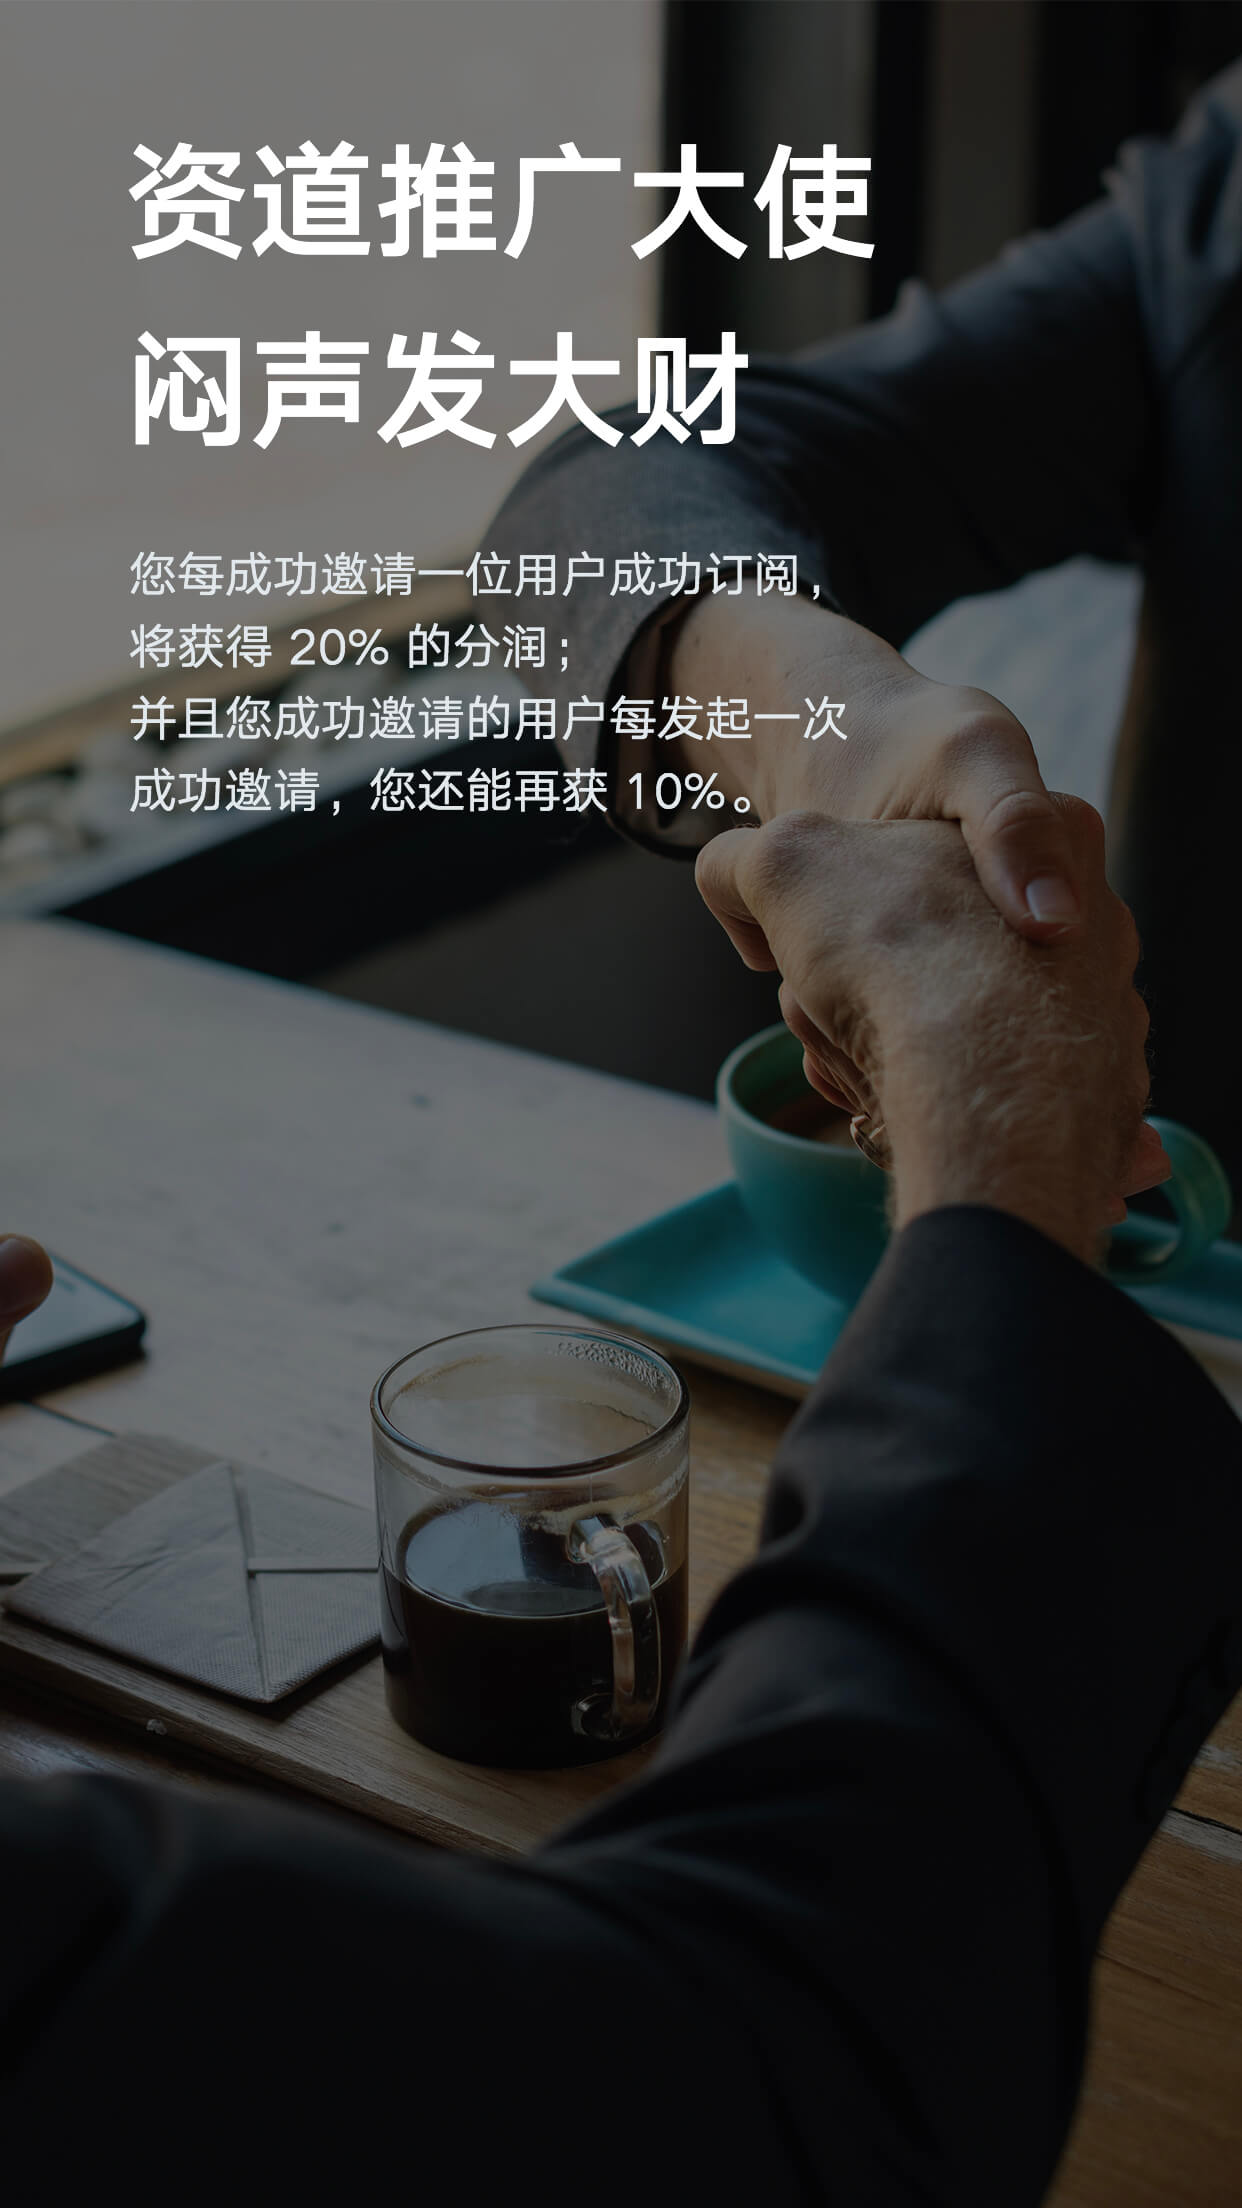 资道推广大使
闷声发大财
您每成功邀请一位用户成功订阅，
将获得 20% 的分润；
并且您成功邀请的用户每发起一次
成功邀请，您还能再获 10%。